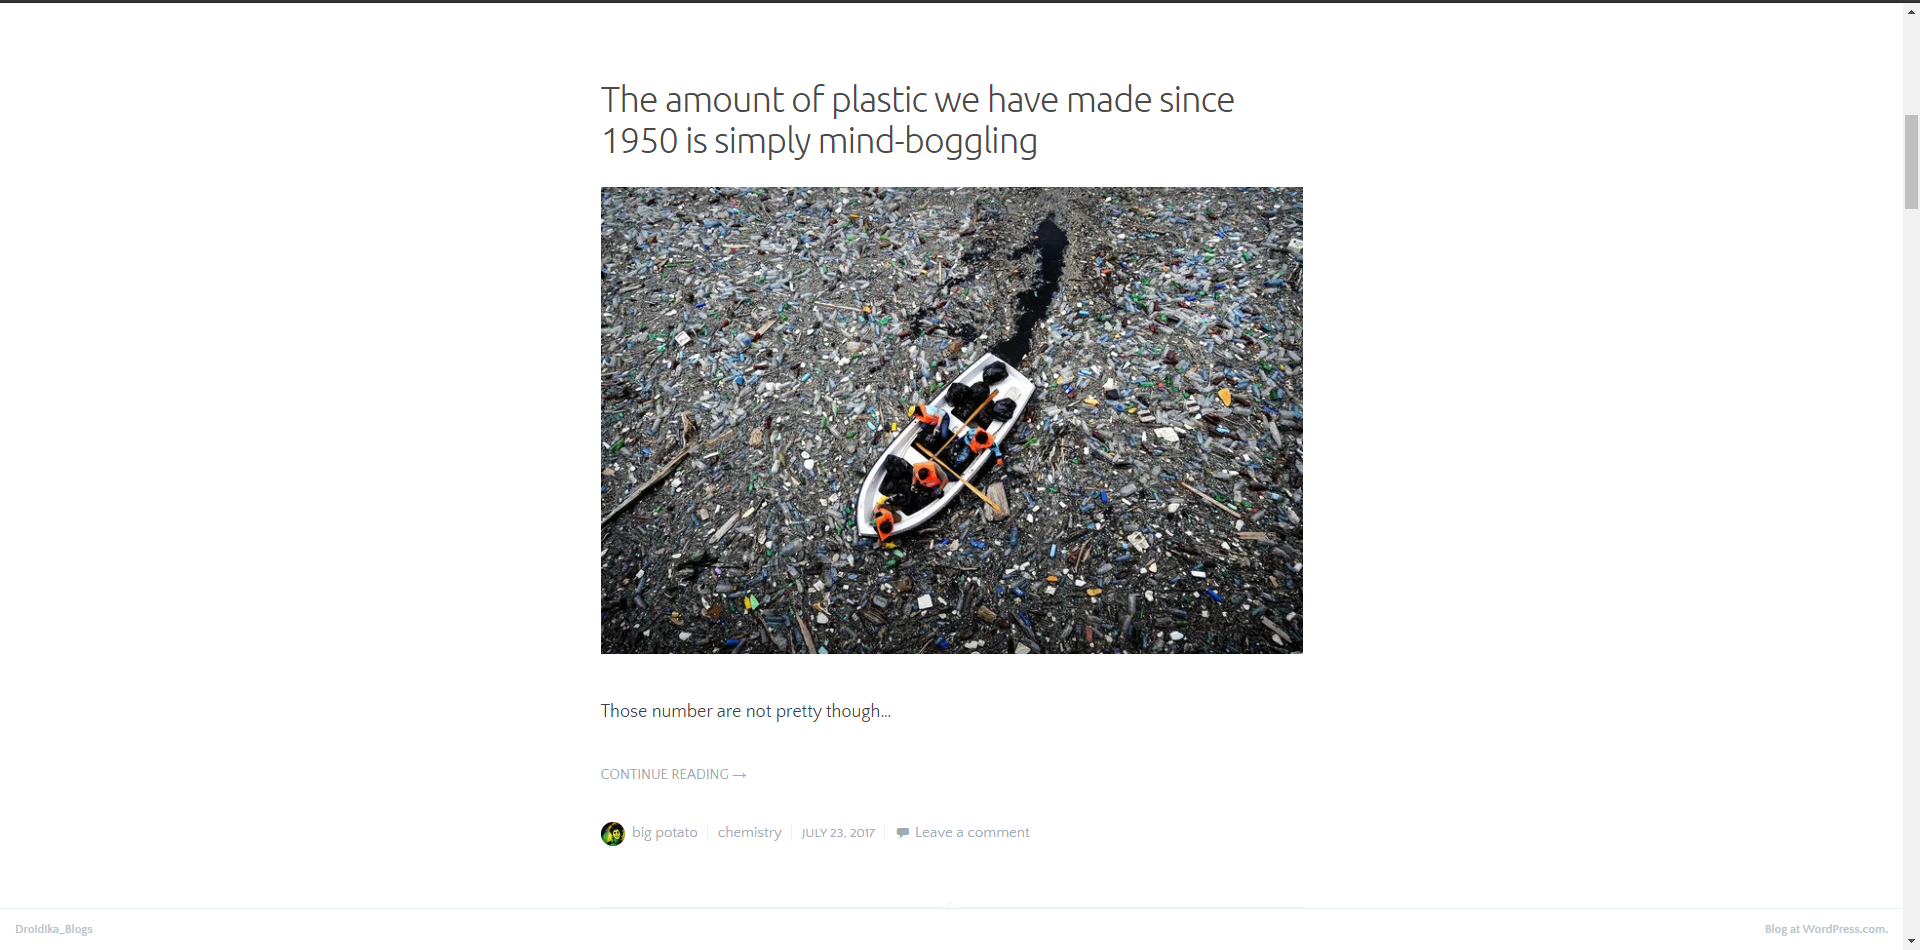 The amount of plastic we have made since
1950 is simply mind-boggling
Those number are not pretty though...
CONTINUE READING →
big potato chemistry JULY 23, 2017 Leave a comment
Droidika_Blogs Blog at WordPress.com.